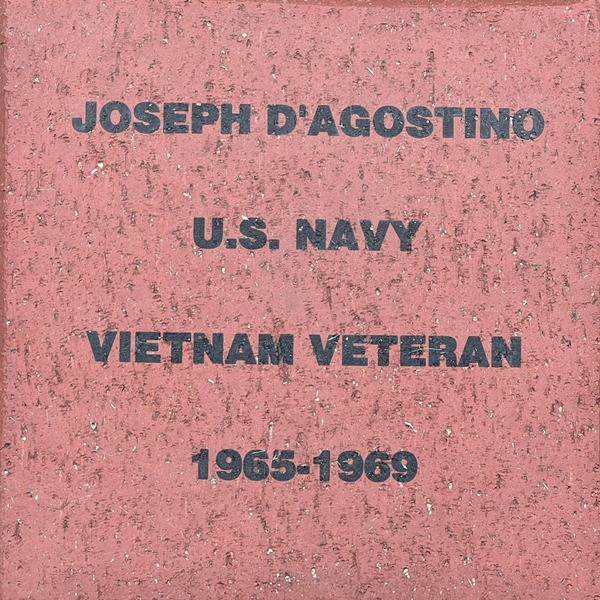 JOSEPH D'AGOSTINO
U.S. NAVY
VIETNAM VETERAN
1965-1969